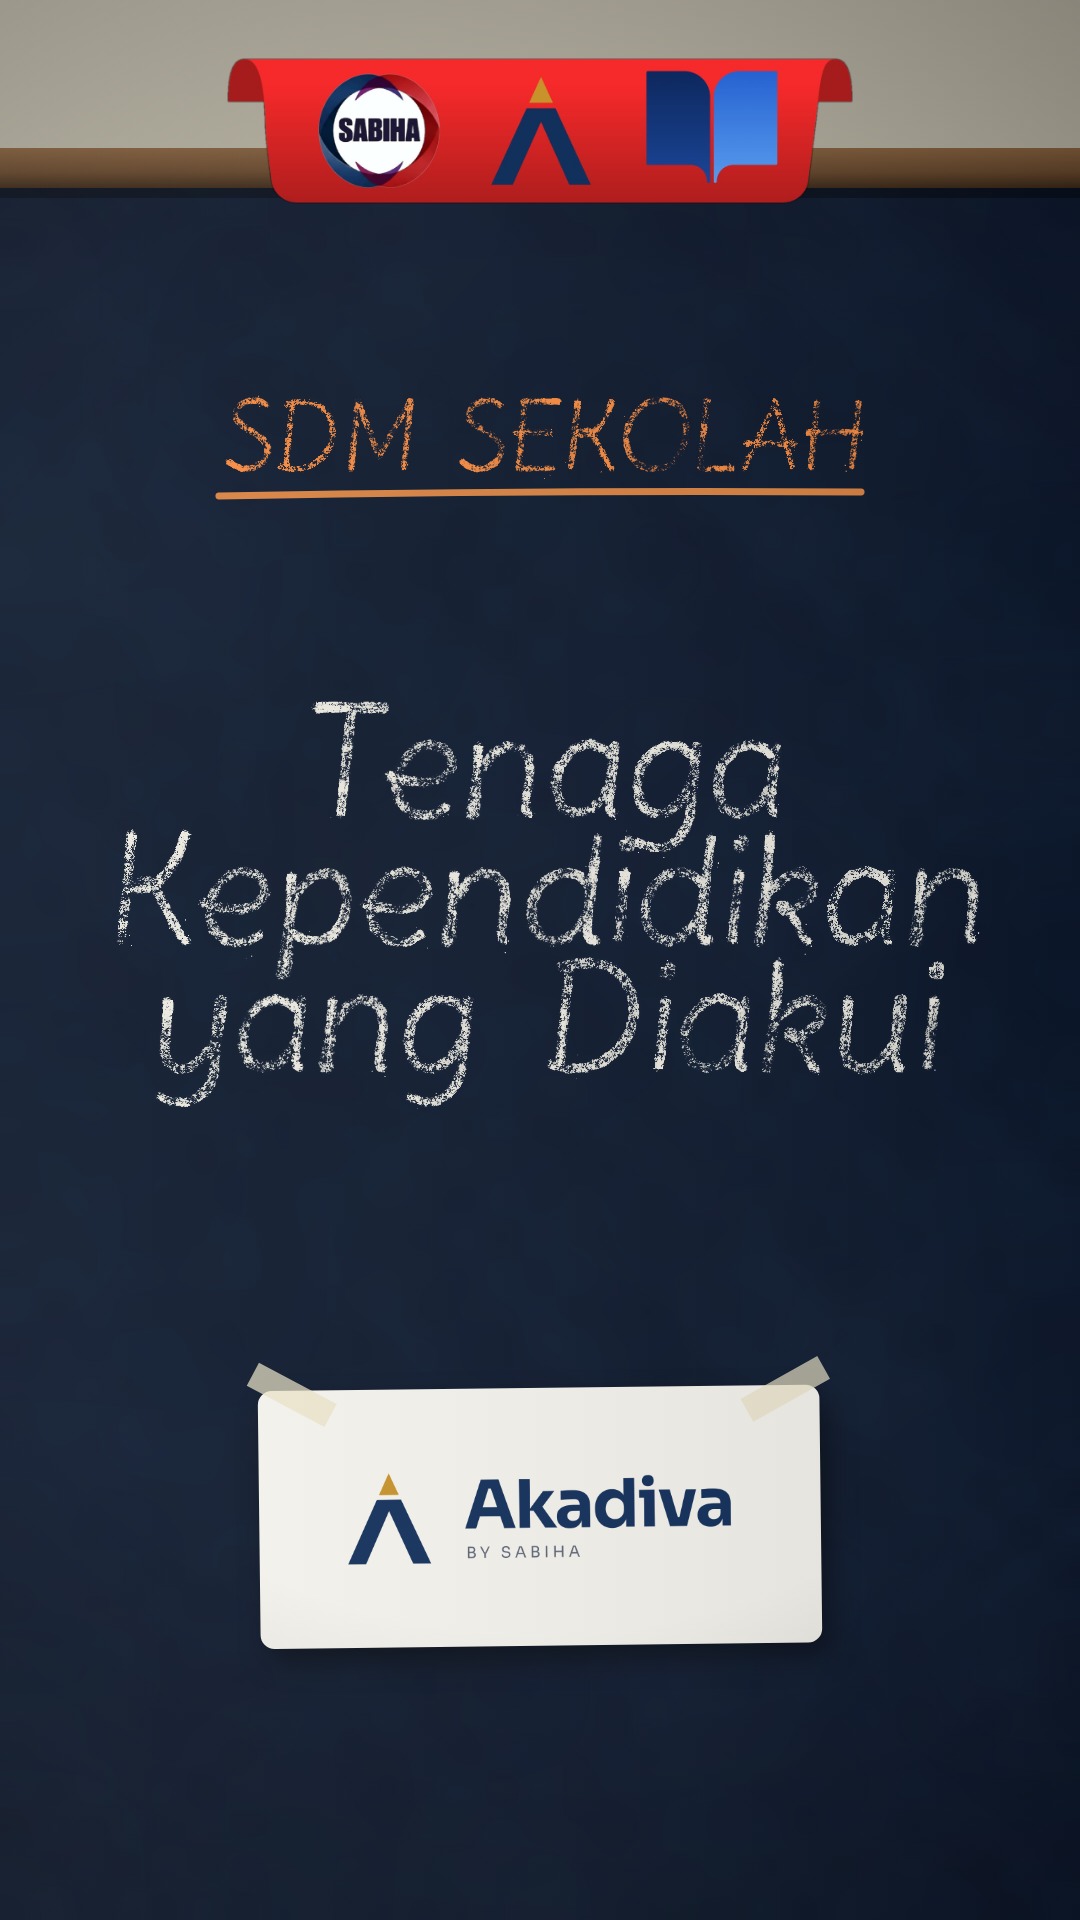 SABIHA
SDM SEKOLAH
Tenaga
Kependidikan
yang Diakui
Akadiva
BY SABIHA